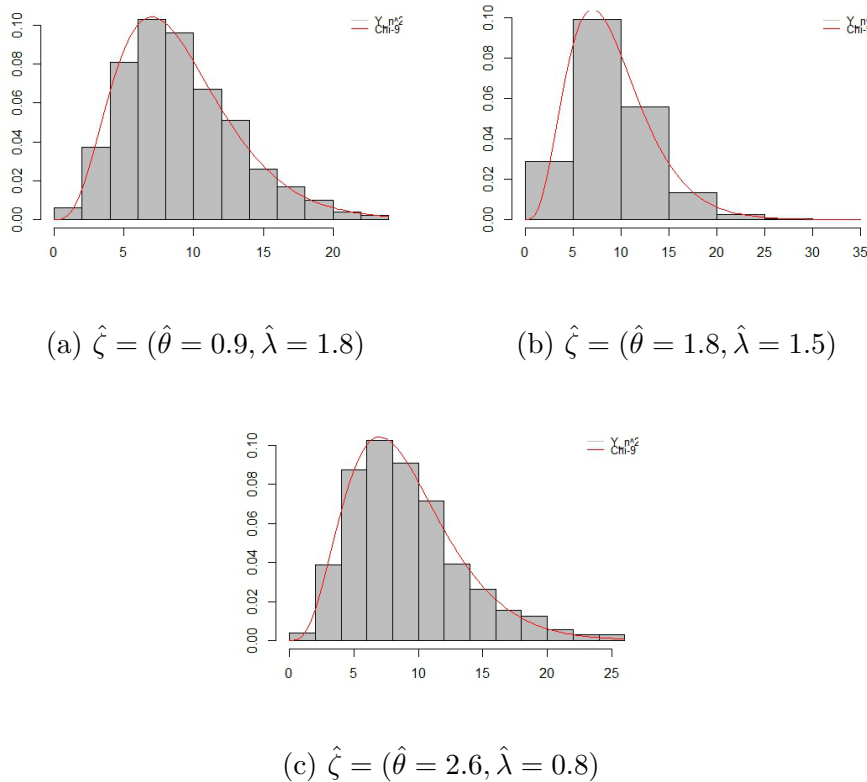 0.00 0.02 0.04 0.06 0.08 0.10
Y_n^2
Chi-9
0 5 10 15 20
(a) ζ̂ = (θ̂ = 0.9, λ̂ = 1.8)
0.00 0.02 0.04 0.06 0.08 0.10
Y_n^
Chi-9
0 5 10 15 20 25 30 35
(b) ζ̂ = (θ̂ = 1.8, λ̂ = 1.5)
0.00 0.02 0.04 0.06 0.08 0.10
Y_n^2
Chi-9
0 5 10 15 20 25
(c) ζ̂ = (θ̂ = 2.6, λ̂ = 0.8)